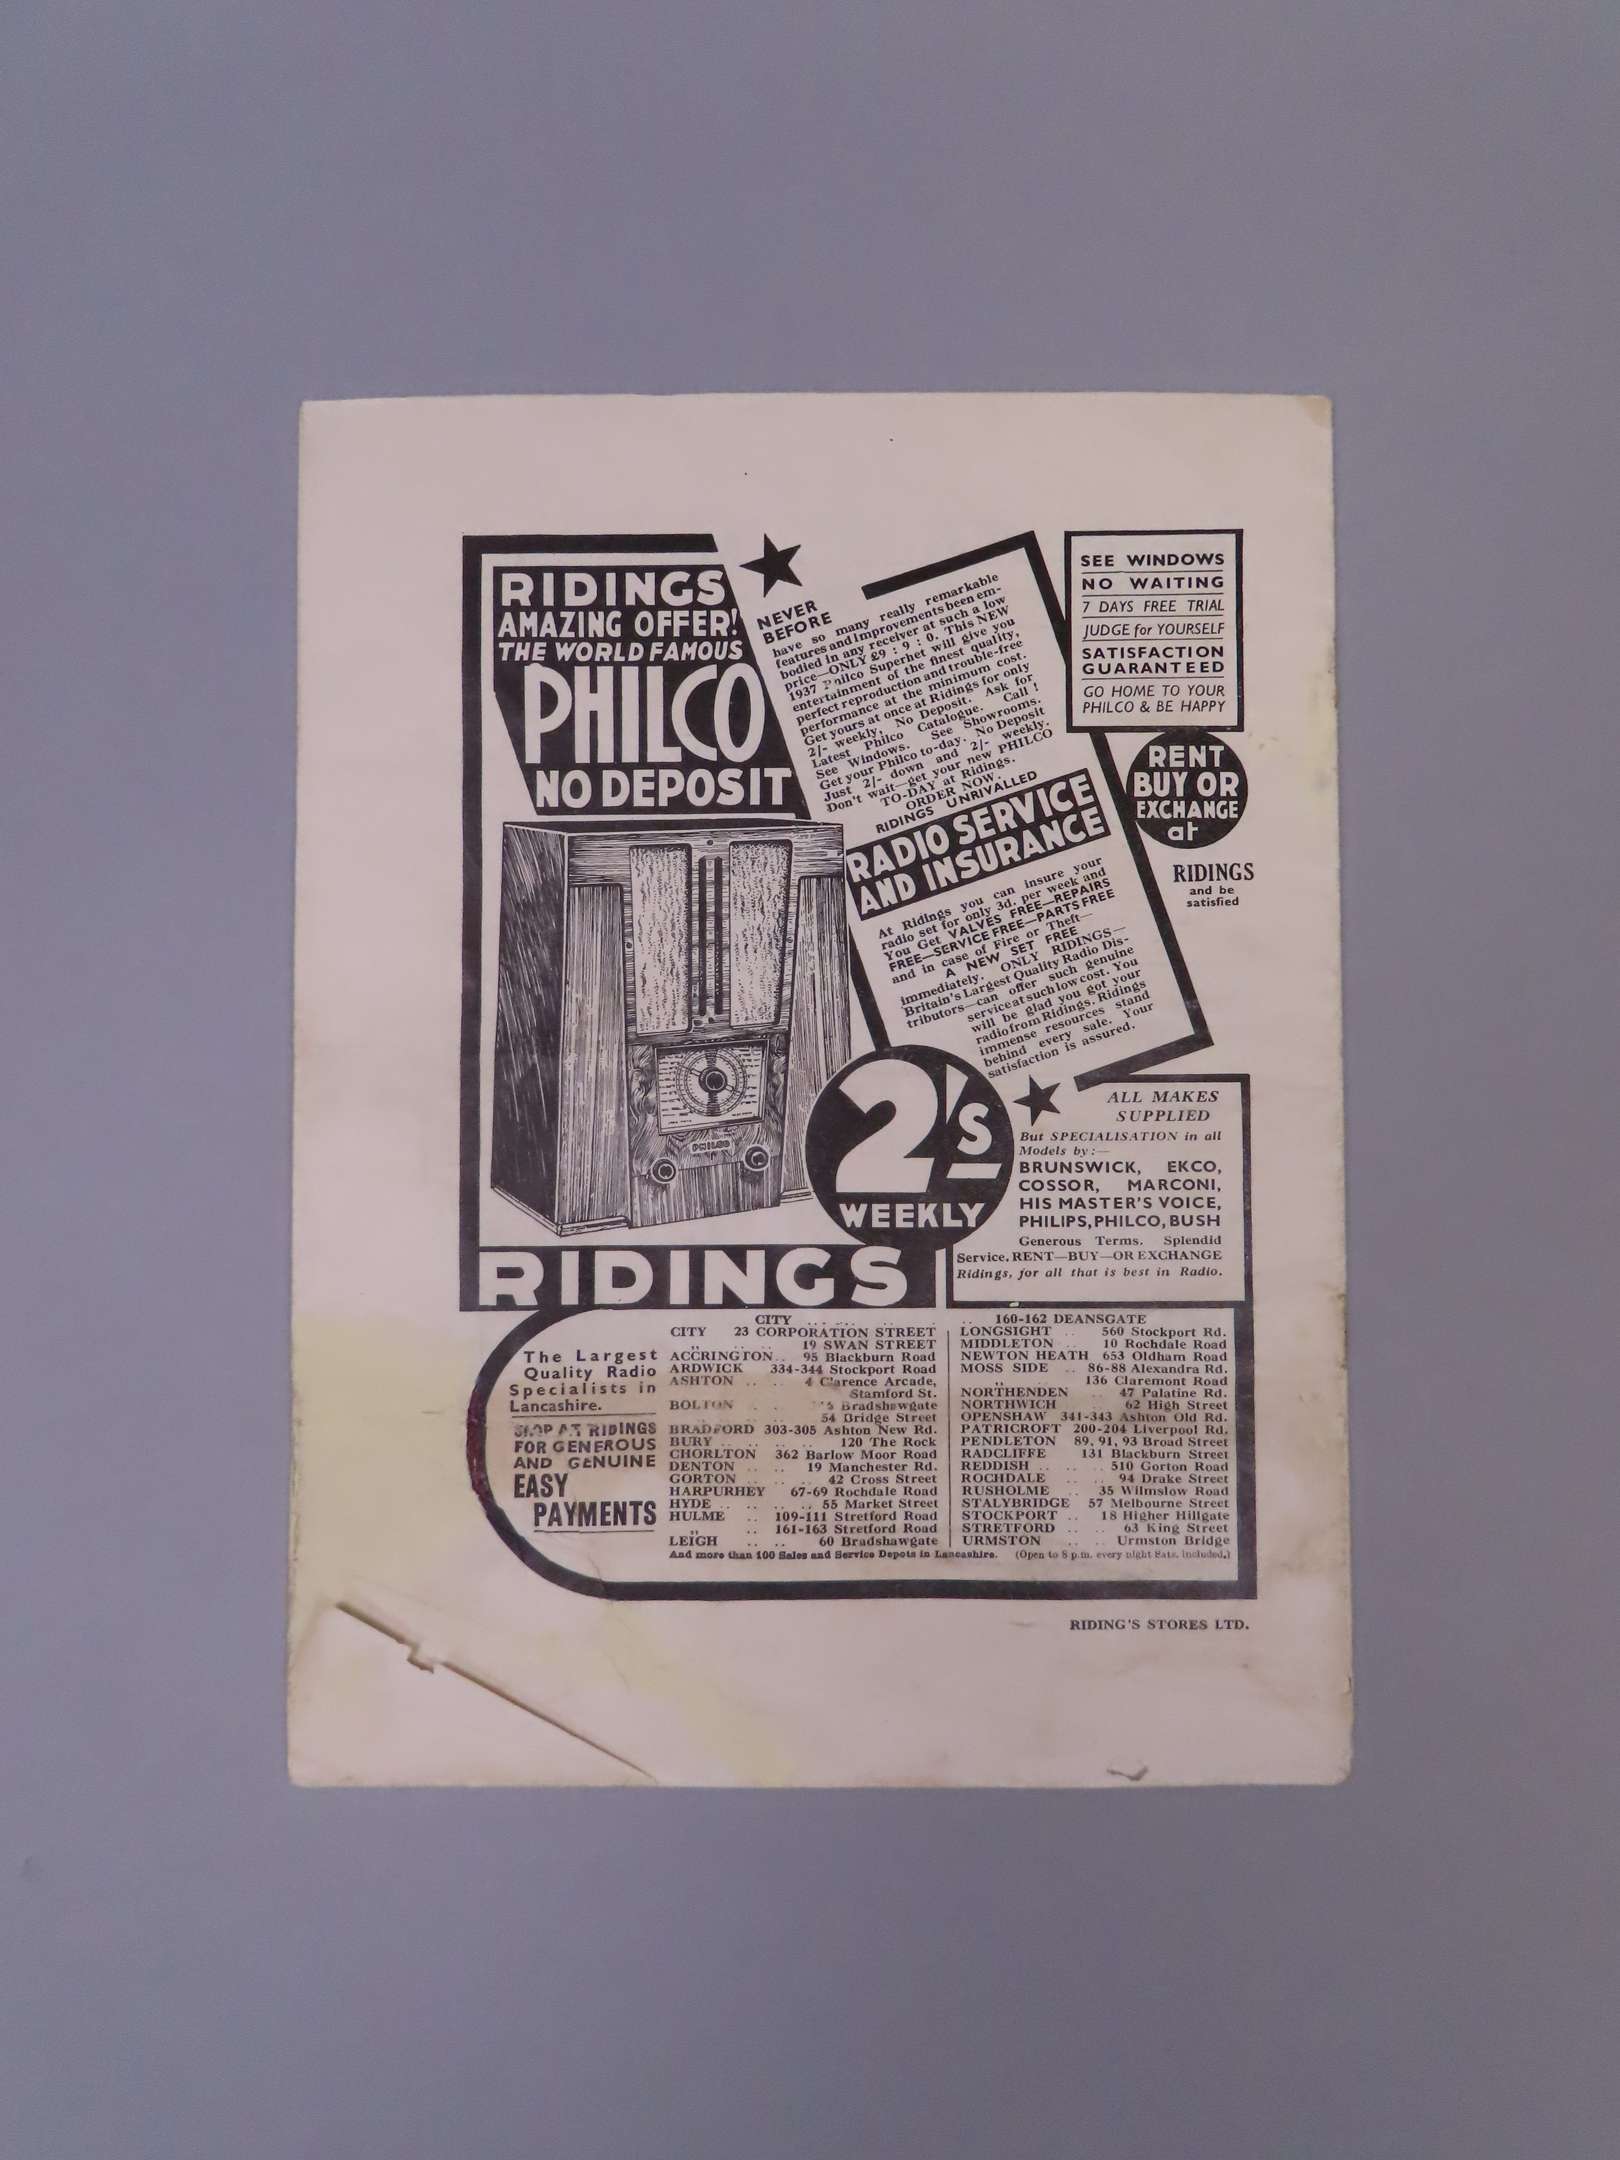 RIDINGS
AMAZING OFFER!
THE WORLD FAMOUS
PHILCO
NO DEPOSIT
NEVER
BEFORE
have so many really remarkable
features and Improvements been em-
bodied in any receiver at such a low
price—ONLY £9 : 9 : 0. This NEW
1937 Philco Superhet will give you
entertainment of the finest quality,
perfect reproduction and trouble-free
performance at the minimum cost.
Get yours at once at Ridings for only
2/- weekly, No Deposit. Ask for
Latest Philco Catalogue. Call !
See Windows. See Showrooms.
Get your Philco to-day. No Deposit
Just 2/- down and 2/- weekly.
Don't wait—get your new PHILCO
TO-DAY at Ridings.
ORDER NOW.
RIDINGS UNRIVALLED
RADIO SERVICE
AND INSURANCE
At Ridings you can insure your
radio set for only 3d. per week and
You Get VALVES FREE—REPAIRS
FREE—SERVICE FREE—PARTS FREE
and in case of Fire or Theft—
A NEW SET FREE
immediately. ONLY RIDINGS—
Britain's Largest Quality Radio Dis-
tributors—can offer such genuine
service at such low cost. You
will be glad you got your
radio from Ridings. Ridings
immense resources stand
behind every sale. Your
satisfaction is assured.
SEE WINDOWS
NO WAITING
7 DAYS FREE TRIAL
JUDGE for YOURSELF
SATISFACTION
GUARANTEED
GO HOME TO YOUR
PHILCO & BE HAPPY
RENT
BUY OR
EXCHANGE
at
RIDINGS
and be
satisfied
PHILCO
2/s
WEEKLY
ALL MAKES
SUPPLIED
But SPECIALISATION in all
Models by:—
BRUNSWICK, EKCO,
COSSOR, MARCONI,
HIS MASTER'S VOICE,
PHILIPS, PHILCO, BUSH
Generous Terms. Splendid
Service. RENT—BUY—OR EXCHANGE
Ridings, for all that is best in Radio.
RIDINGS
The Largest
Quality Radio
Specialists in
Lancashire.
SHOP AT RIDINGS
FOR GENEROUS
AND GENUINE
EASY
PAYMENTS
CITY .. .. .. .. .. 160-162 DEANSGATE
CITY 23 CORPORATION STREET
,, .. .. 19 SWAN STREET
ACCRINGTON .. 95 Blackburn Road
ARDWICK 334-344 Stockport Road
ASHTON .. .. 4 Clarence Arcade,
Stamford St.
BOLTON .. .. Bradshawgate
,, .. .. 54 Bridge Street
BRADFORD 303-305 Ashton New Rd.
BURY .. .. .. .. 120 The Rock
CHORLTON 362 Barlow Moor Road
DENTON .. .. 19 Manchester Rd.
GORTON .. .. .. 42 Cross Street
HARPURHEY 67-69 Rochdale Road
HYDE .. .. .. .. 55 Market Street
HULME .. 109-111 Stretford Road
,, .. 161-163 Stretford Road
LEIGH .. .. .. 60 Bradshawgate
LONGSIGHT .. 560 Stockport Rd.
MIDDLETON .. 10 Rochdale Road
NEWTON HEATH 653 Oldham Road
MOSS SIDE .. 86-88 Alexandra Rd.
,, .. 136 Claremont Road
NORTHENDEN .. 47 Palatine Rd.
NORTHWICH .. 62 High Street
OPENSHAW 341-343 Ashton Old Rd.
PATRICROFT 200-204 Liverpool Rd.
PENDLETON 89, 91, 93 Broad Street
RADCLIFFE 131 Blackburn Street
REDDISH .. .. .. 510 Gorton Road
ROCHDALE .. .. 94 Drake Street
RUSHOLME .. 35 Wilmslow Road
STALYBRIDGE 57 Melbourne Street
STOCKPORT .. 18 Higher Hillgate
STRETFORD .. .. 63 King Street
URMSTON .. .. Urmston Bridge
And more than 100 Sales and Service Depots in Lancashire. (Open to 8 p.m. every night Sats. included.)
RIDING'S STORES LTD.